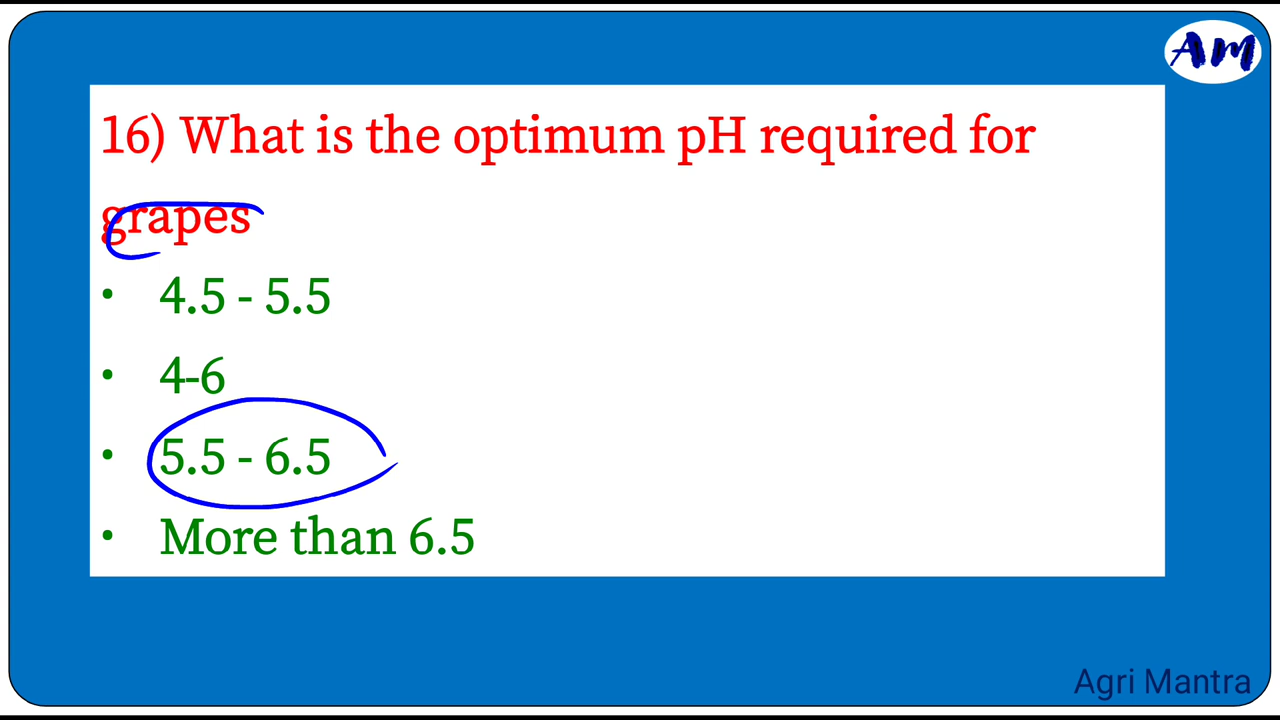 AM
16) What is the optimum pH required for
grapes
• 4.5 - 5.5
• 4-6
• 5.5 - 6.5
• More than 6.5
Agri Mantra